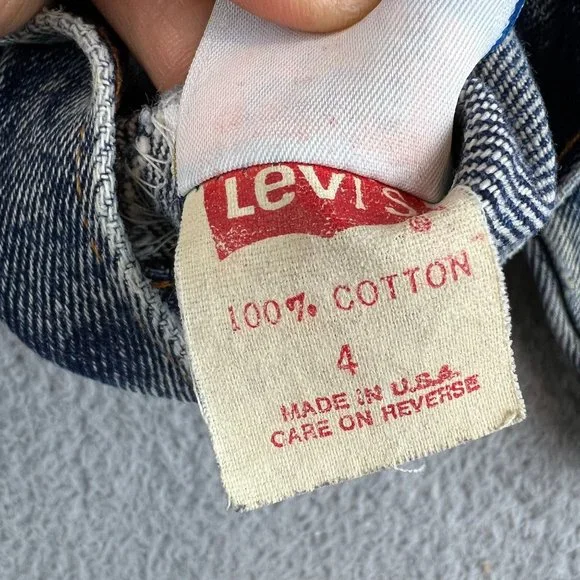 Levi's®
100% COTTON
4
MADE IN U.S.A.
CARE ON REVERSE